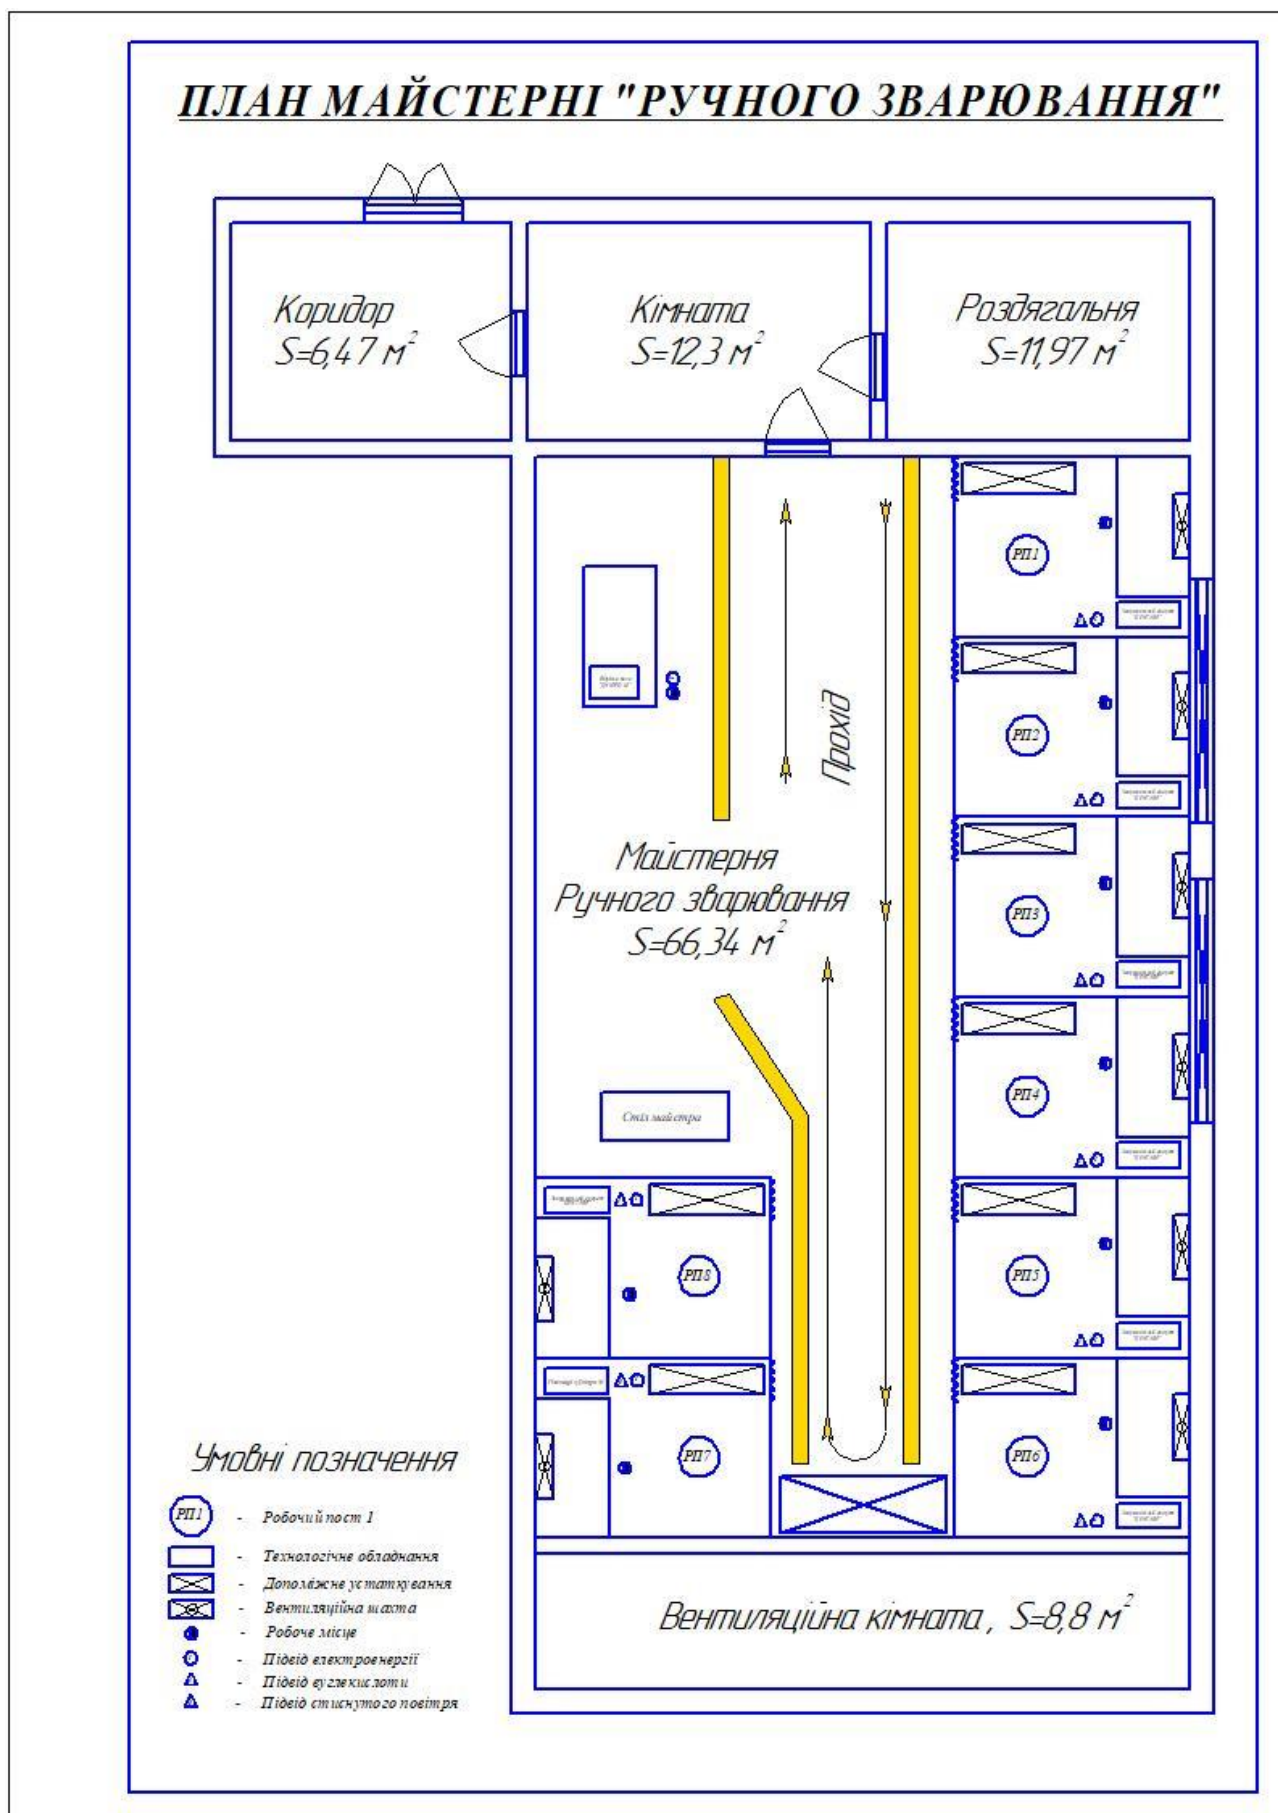 ПЛАН МАЙСТЕРНІ "РУЧНОГО ЗВАРЮВАННЯ"
Коридор
S=6,47 м²
Кімната
S=12,3 м²
Роздягальня
S=11,97 м²
РП1
РП2
Прохід
Майстерня
Ручного зварювання
S=66,34 м²
РП3
РП4
Стіл майстра
РП8
РП5
РП7
РП6
Умовні позначення
РП1 - Робочий пост 1
- Технологічне обладнання
- Допоміжне устаткування
- Вентиляційна шахта
- Робоче місце
- Підвід електроенергії
- Підвід вуглекислоти
- Підвід стиснутого повітря
Вентиляційна кімната, S=8,8 м²